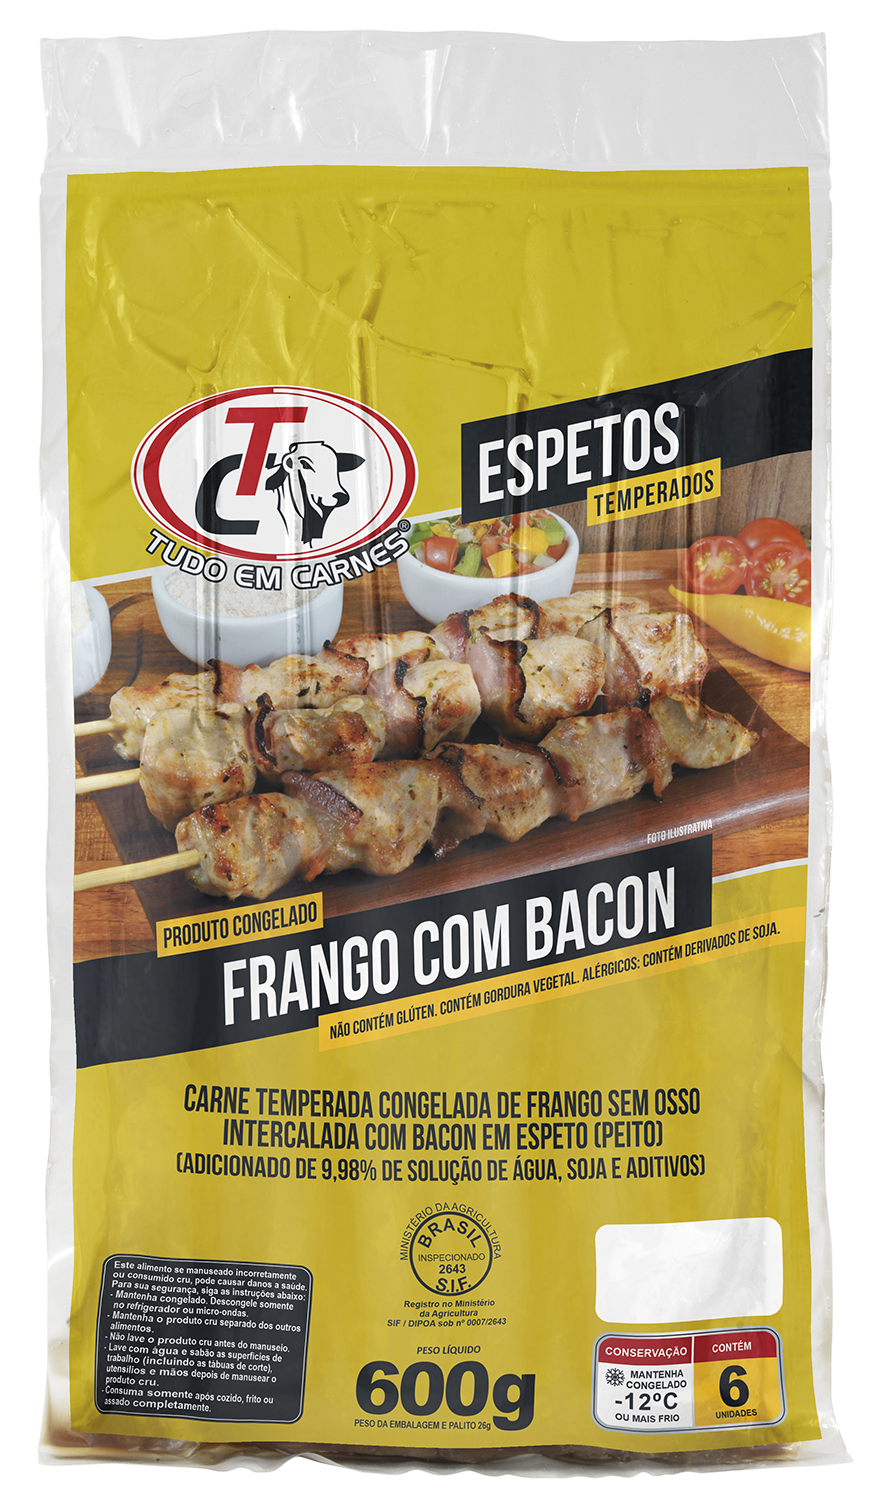 ESPETOS
TEMPERADOS
TC
TUDO EM CARNES®
FOTO ILUSTRATIVA
PRODUTO CONGELADO
FRANGO COM BACON
NÃO CONTÉM GLÚTEN. CONTÉM GORDURA VEGETAL. ALÉRGICOS: CONTÉM DERIVADOS DE SOJA.
CARNE TEMPERADA CONGELADA DE FRANGO SEM OSSO
INTERCALADA COM BACON EM ESPETO (PEITO)
(ADICIONADO DE 9,98% DE SOLUÇÃO DE ÁGUA, SOJA E ADITIVOS)
MINISTÉRIO DA AGRICULTURA
BRASIL
INSPECIONADO
2643
S.I.F.
Registro no Ministério
da Agricultura
SIF / DIPOA sob nº 0007/2643
Este alimento se manuseado incorretamente
ou consumido cru, pode causar danos a saúde.
Para sua segurança, siga as instruções abaixo:
- Mantenha congelado. Descongele somente
no refrigerador ou micro-ondas.
- Mantenha o produto cru separado dos outros
alimentos.
- Não lave o produto cru antes do manuseio.
- Lave com água e sabão as superfícies de
trabalho (incluindo as tábuas de corte),
utensílios e mãos depois de manusear o
produto cru.
- Consuma somente após cozido, frito ou
assado completamente.
PESO LÍQUIDO
600g
PESO DA EMBALAGEM E PALITO 26g
CONSERVAÇÃO
MANTENHA
CONGELADO
-12ºC
OU MAIS FRIO
CONTÉM
6
UNIDADES